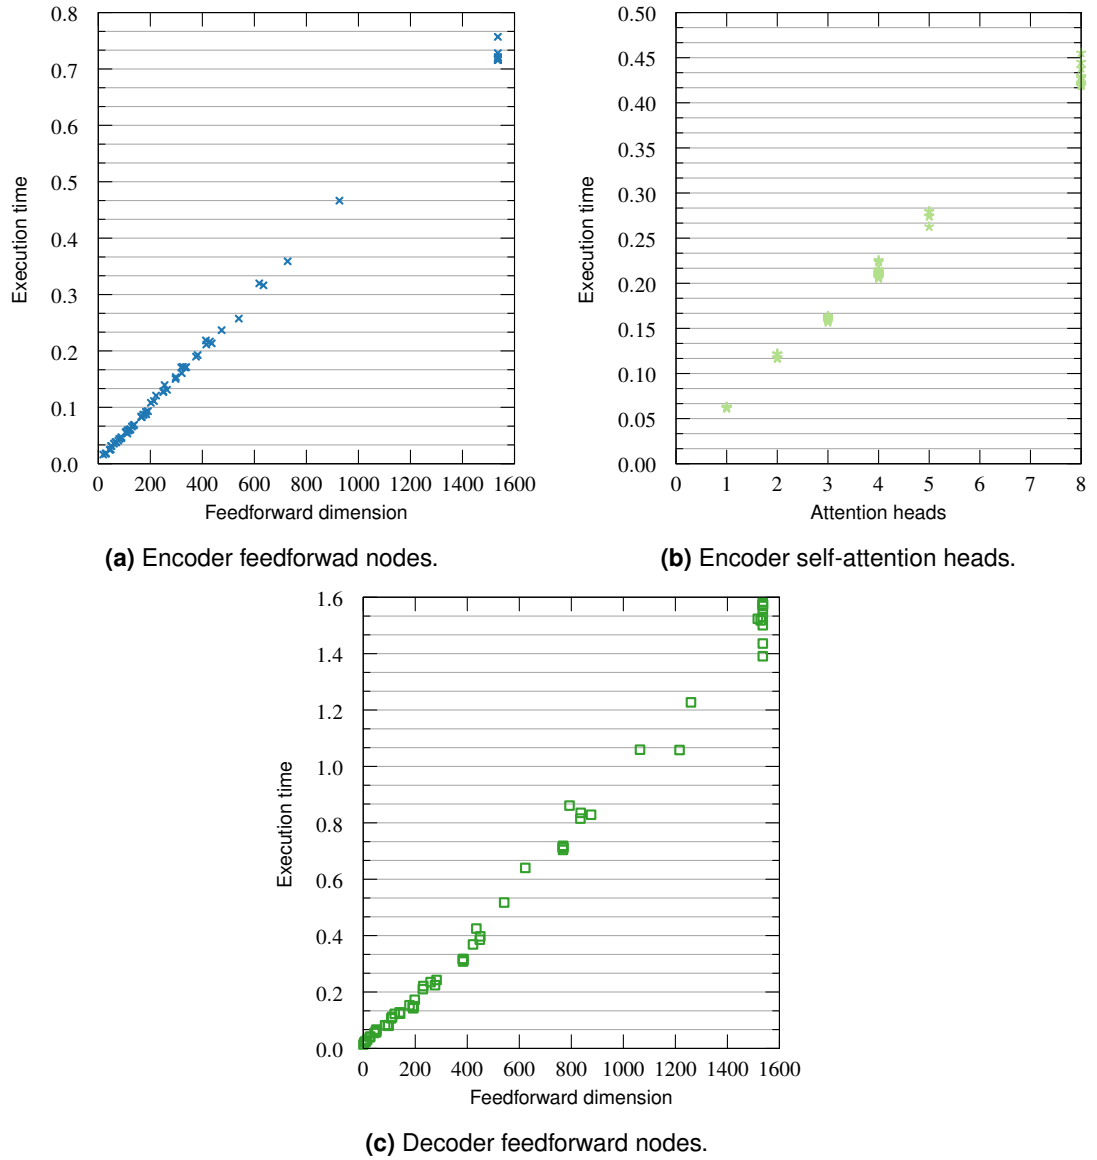 0.8
0.7
0.6
0.5
0.4
0.3
0.2
0.1
0.0
Execution time
0 200 400 600 800 1000 1200 1400 1600
Feedforward dimension
(a) Encoder feedforwad nodes.
0.50
0.45
0.40
0.35
0.30
0.25
0.20
0.15
0.10
0.05
0.00
Execution time
0 1 2 3 4 5 6 7 8
Attention heads
(b) Encoder self-attention heads.
1.6
1.4
1.2
1.0
0.8
0.6
0.4
0.2
0.0
Execution time
0 200 400 600 800 1000 1200 1400 1600
Feedforward dimension
(c) Decoder feedforward nodes.